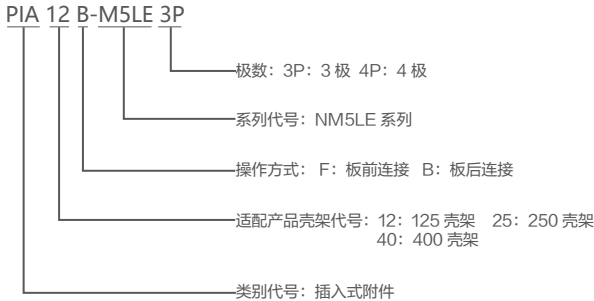 PIA 12 B-M5LE 3P
极数：3P：3 极 4P：4 极
系列代号：NM5LE 系列
操作方式： F：板前连接 B：板后连接
适配产品壳架代号：12：125 壳架 25：250 壳架
40：400 壳架
类别代号：插入式附件